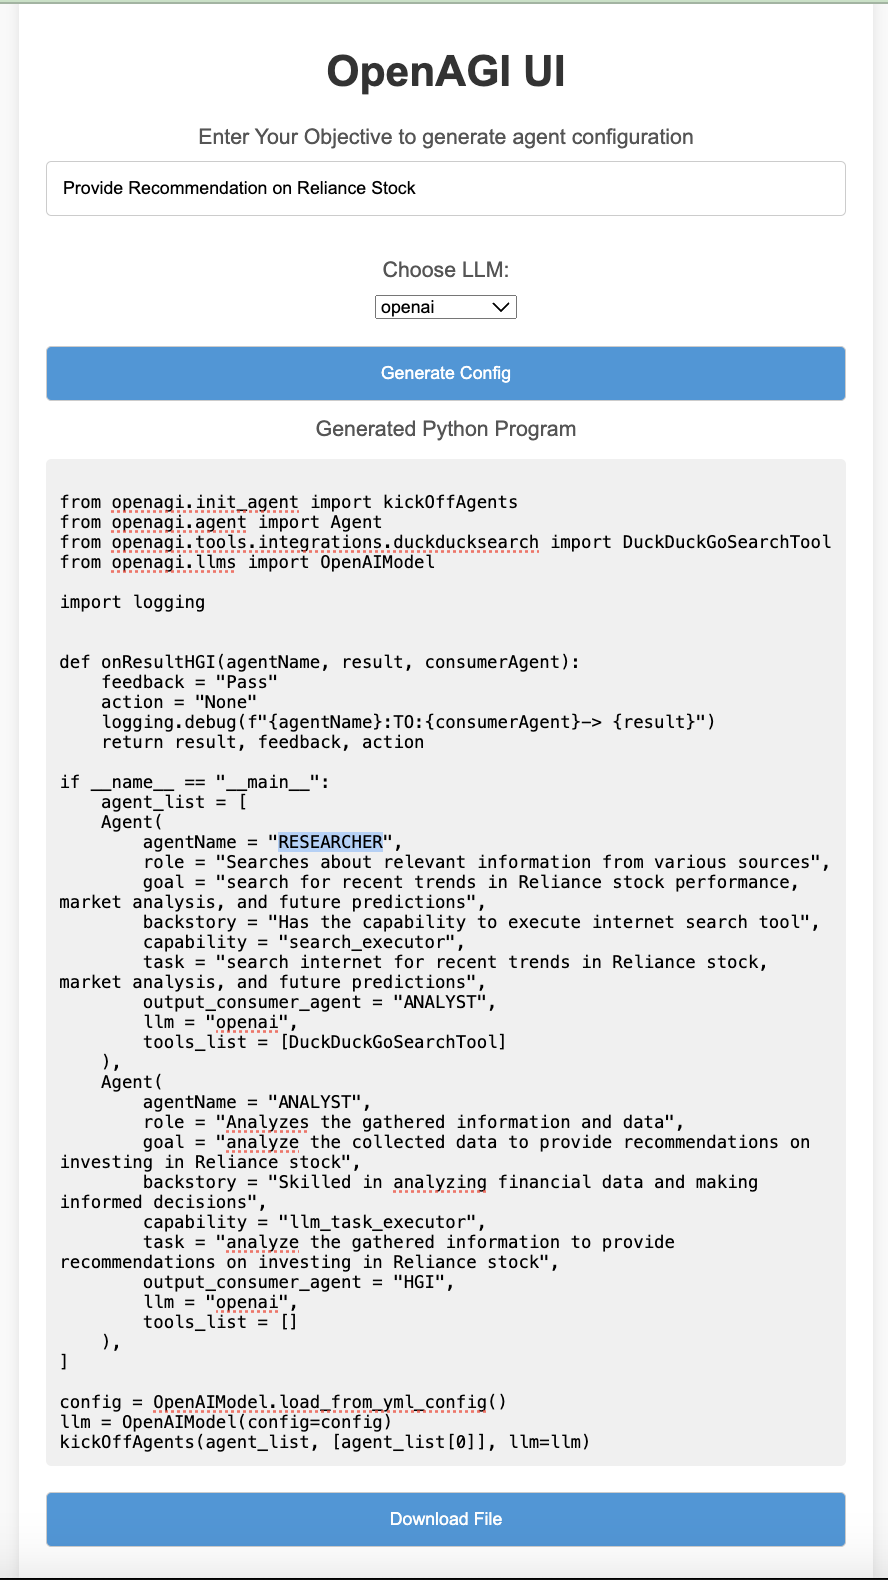 OpenAGI UI
Enter Your Objective to generate agent configuration
Provide Recommendation on Reliance Stock
Choose LLM:
openai
Generate Config
Generated Python Program
from openagi.init_agent import kickOffAgents
from openagi.agent import Agent
from openagi.tools.integrations.duckducksearch import DuckDuckGoSearchTool
from openagi.llms import OpenAIModel
import logging
def onResultHGI(agentName, result, consumerAgent):
    feedback = "Pass"
    action = "None"
    logging.debug(f"{agentName}:TO:{consumerAgent}-> {result}")
    return result, feedback, action
if __name__ == "__main__":
    agent_list = [
    Agent(
        agentName = "RESEARCHER",
        role = "Searches about relevant information from various sources",
        goal = "search for recent trends in Reliance stock performance,
market analysis, and future predictions",
        backstory = "Has the capability to execute internet search tool",
        capability = "search_executor",
        task = "search internet for recent trends in Reliance stock,
market analysis, and future predictions",
        output_consumer_agent = "ANALYST",
        llm = "openai",
        tools_list = [DuckDuckGoSearchTool]
    ),
    Agent(
        agentName = "ANALYST",
        role = "Analyzes the gathered information and data",
        goal = "analyze the collected data to provide recommendations on
investing in Reliance stock",
        backstory = "Skilled in analyzing financial data and making
informed decisions",
        capability = "llm_task_executor",
        task = "analyze the gathered information to provide
recommendations on investing in Reliance stock",
        output_consumer_agent = "HGI",
        llm = "openai",
        tools_list = []
    ),
]
config = OpenAIModel.load_from_yml_config()
llm = OpenAIModel(config=config)
kickOffAgents(agent_list, [agent_list[0]], llm=llm)
Download File